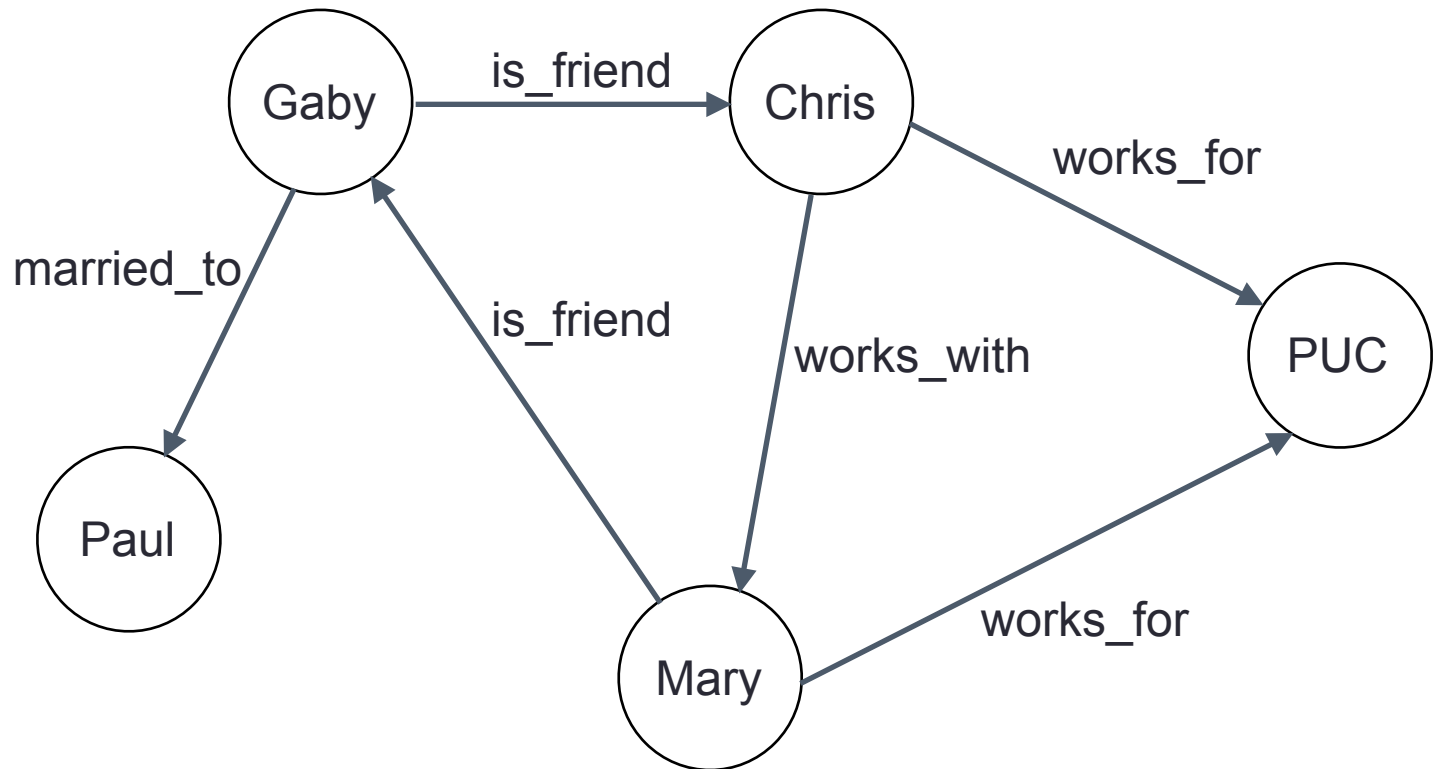 is_friend
Gaby
Chris
works_for
married_to
is_friend
works_with
PUC
Paul
works_for
Mary